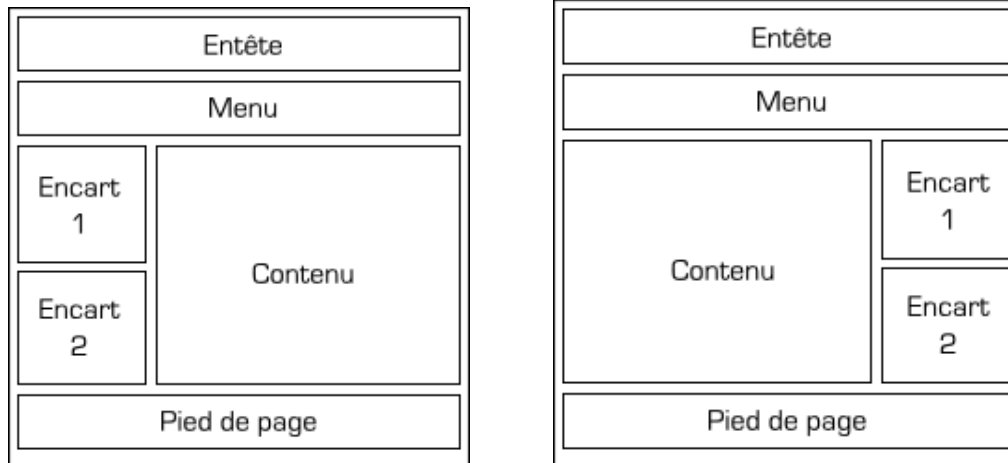 Entête
Menu
Encart
1
Contenu
Encart
2
Pied de page
Entête
Menu
Contenu
Encart
1
Encart
2
Pied de page